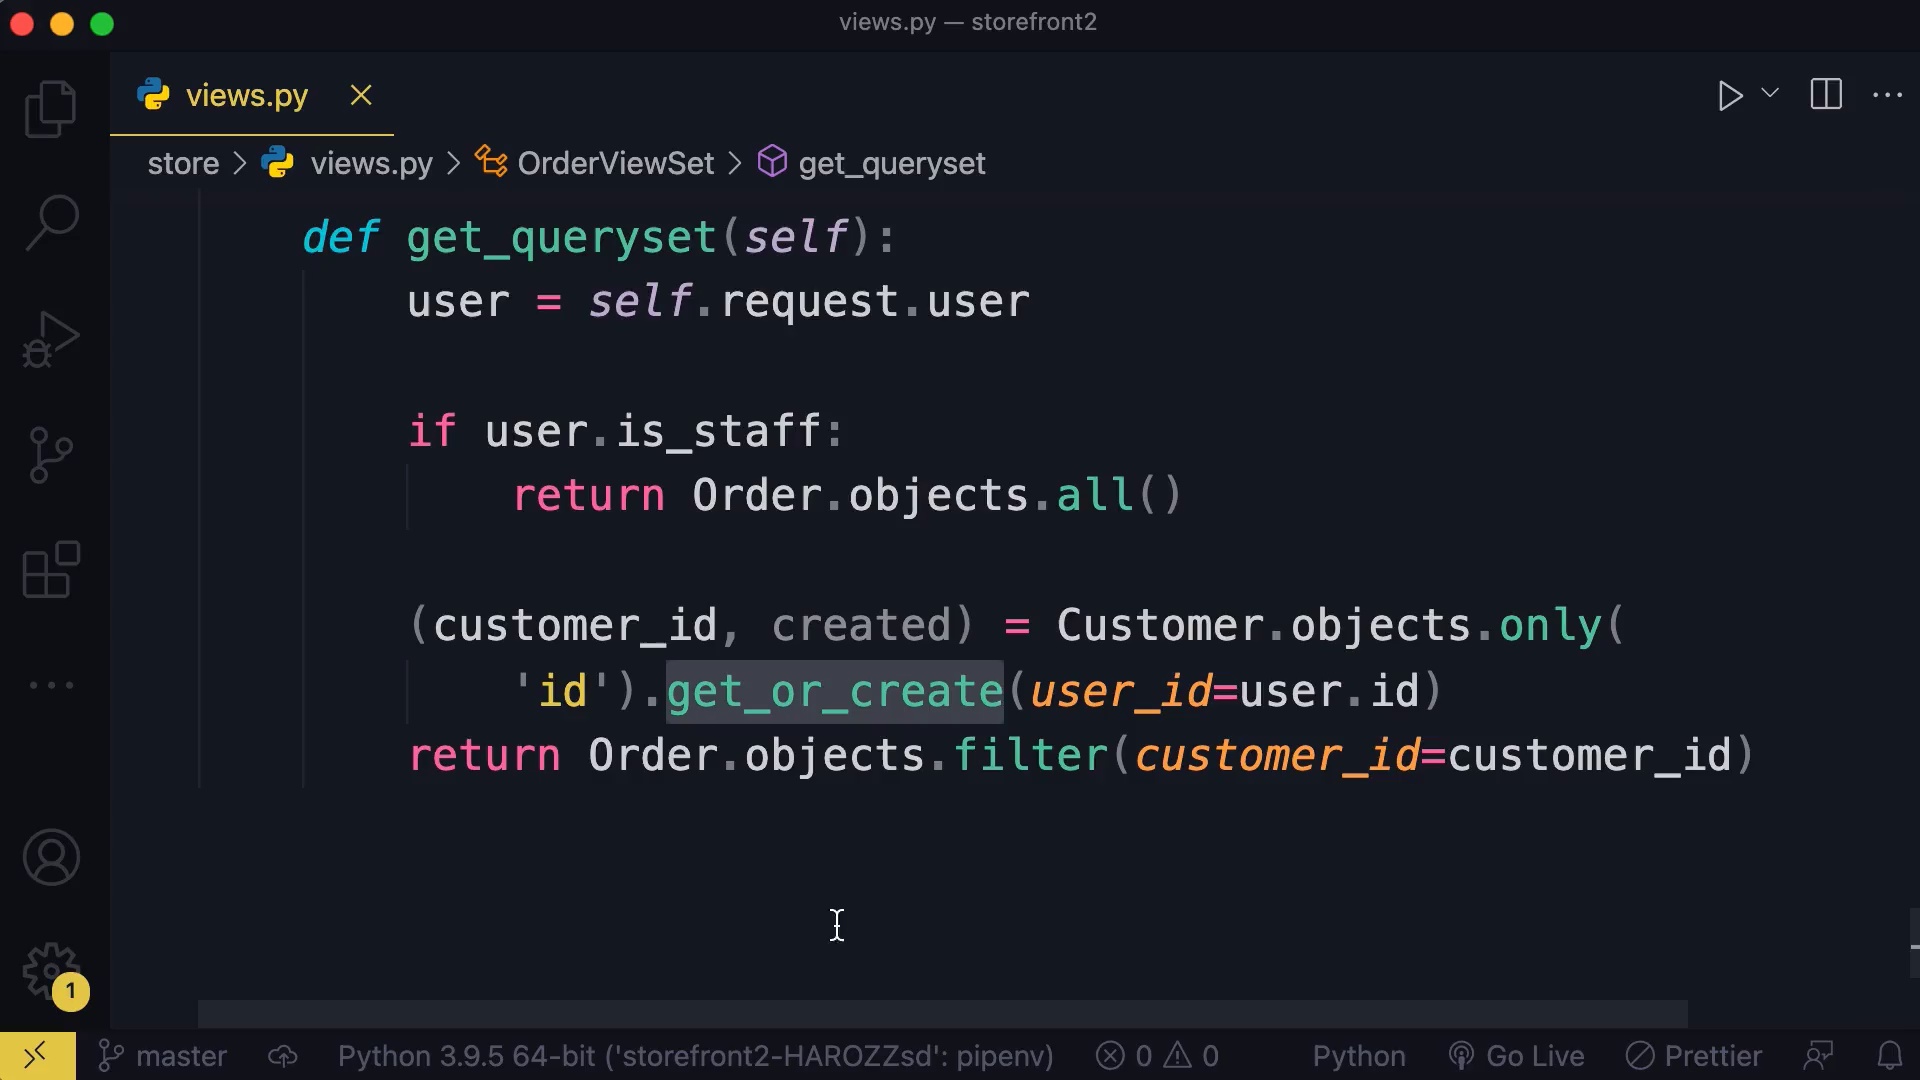 views.py — storefront2
views.py
store > views.py > OrderViewSet > get_queryset
def get_queryset(self):
user = self.request.user
if user.is_staff:
return Order.objects.all()
(customer_id, created) = Customer.objects.only(
'id').get_or_create(user_id=user.id)
return Order.objects.filter(customer_id=customer_id)
1
master Python 3.9.5 64-bit ('storefront2-HAROZZsd': pipenv) 0 0 Python Go Live Prettier